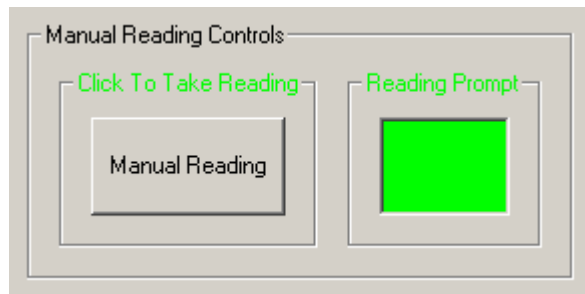 Manual Reading Controls
Click To Take Reading
Reading Prompt
Manual Reading